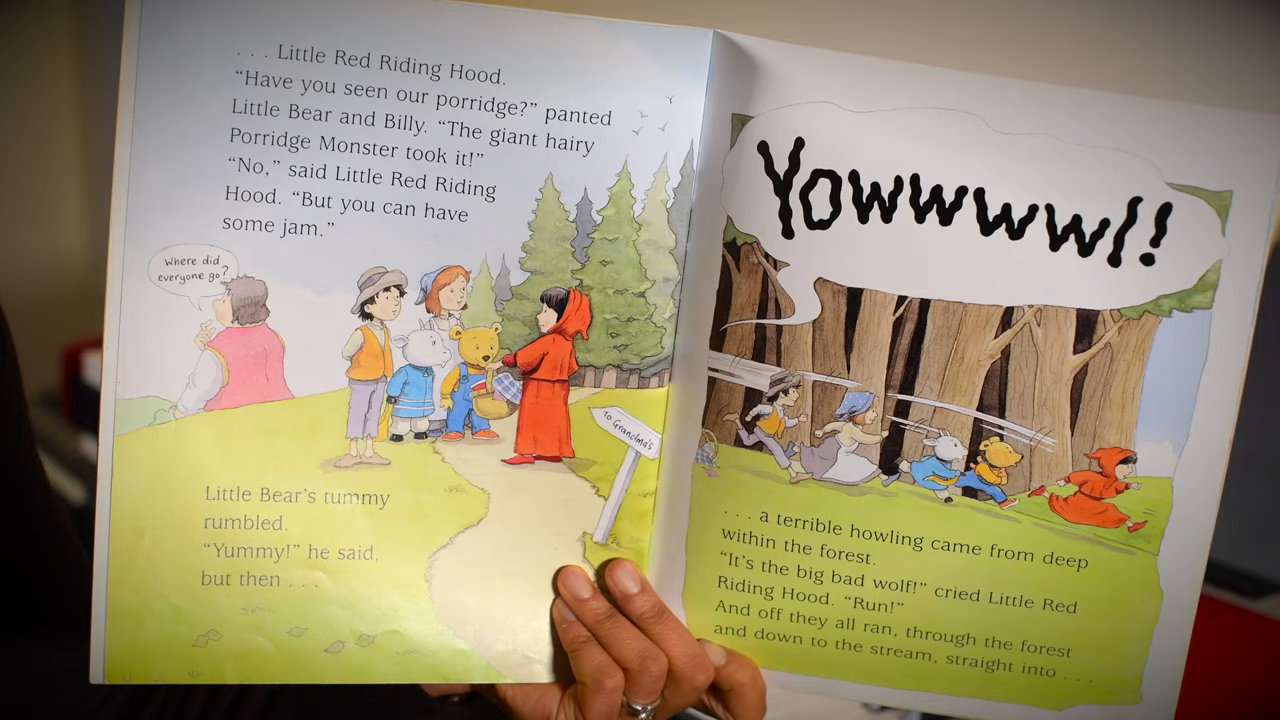 . . . Little Red Riding Hood.
“Have you seen our porridge?” panted
Little Bear and Billy. “The giant hairy
Porridge Monster took it!”
“No,” said Little Red Riding
Hood. “But you can have
some jam.”
Where did
everyone go?
To Grandma's
Little Bear’s tummy
rumbled.
“Yummy!” he said,
but then . . .
Yowwwwl!
. . . a terrible howling came from deep
within the forest.
“It’s the big bad wolf!” cried Little Red
Riding Hood. “Run!”
And off they all ran, through the forest
and down to the stream, straight into . . .